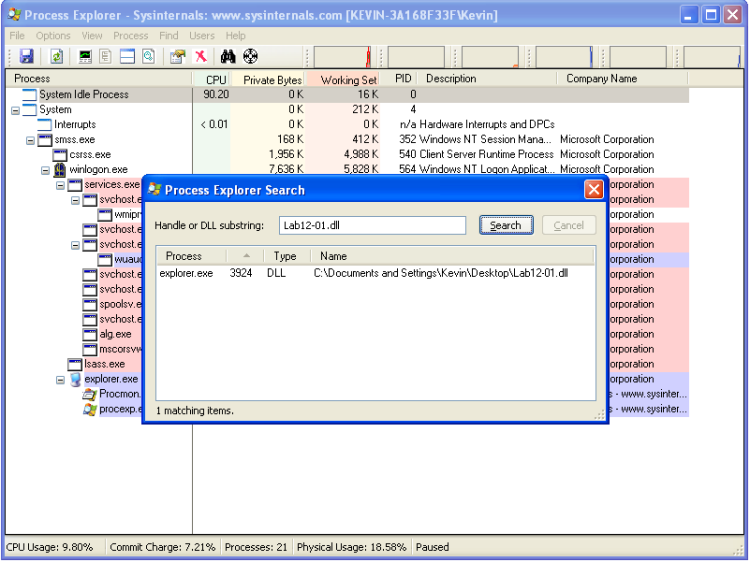 Process Explorer - Sysinternals: www.sysinternals.com [KEVIN-3A168F33F\Kevin]
File Options View Process Find Users Help
Process CPU Private Bytes Working Set PID Description Company Name
System Idle Process 90.20 0 K 16 K 0
System 0 K 212 K 4
Interrupts < 0.01 0 K 0 K n/a Hardware Interrupts and DPCs
smss.exe 168 K 412 K 352 Windows NT Session Mana... Microsoft Corporation
csrss.exe 1,956 K 4,988 K 540 Client Server Runtime Process Microsoft Corporation
winlogon.exe 7,636 K 5,828 K 564 Windows NT Logon Applicat... Microsoft Corporation
services.exe orporation
svchost.e orporation
wmipr orporation
svchost.e orporation
svchost.e orporation
wuauc orporation
svchost.e orporation
svchost.e orporation
spoolsv.e orporation
svchost.e orporation
alg.exe orporation
mscorsvw orporation
lsass.exe orporation
explorer.exe orporation
Procmon. s - www.sysinter...
procexp.e s - www.sysinter...
Process Explorer Search
Handle or DLL substring: Lab12-01.dll Search Cancel
Process Type Name
explorer.exe 3924 DLL C:\Documents and Settings\Kevin\Desktop\Lab12-01.dll
1 matching items.
CPU Usage: 9.80% Commit Charge: 7.21% Processes: 21 Physical Usage: 18.58% Paused